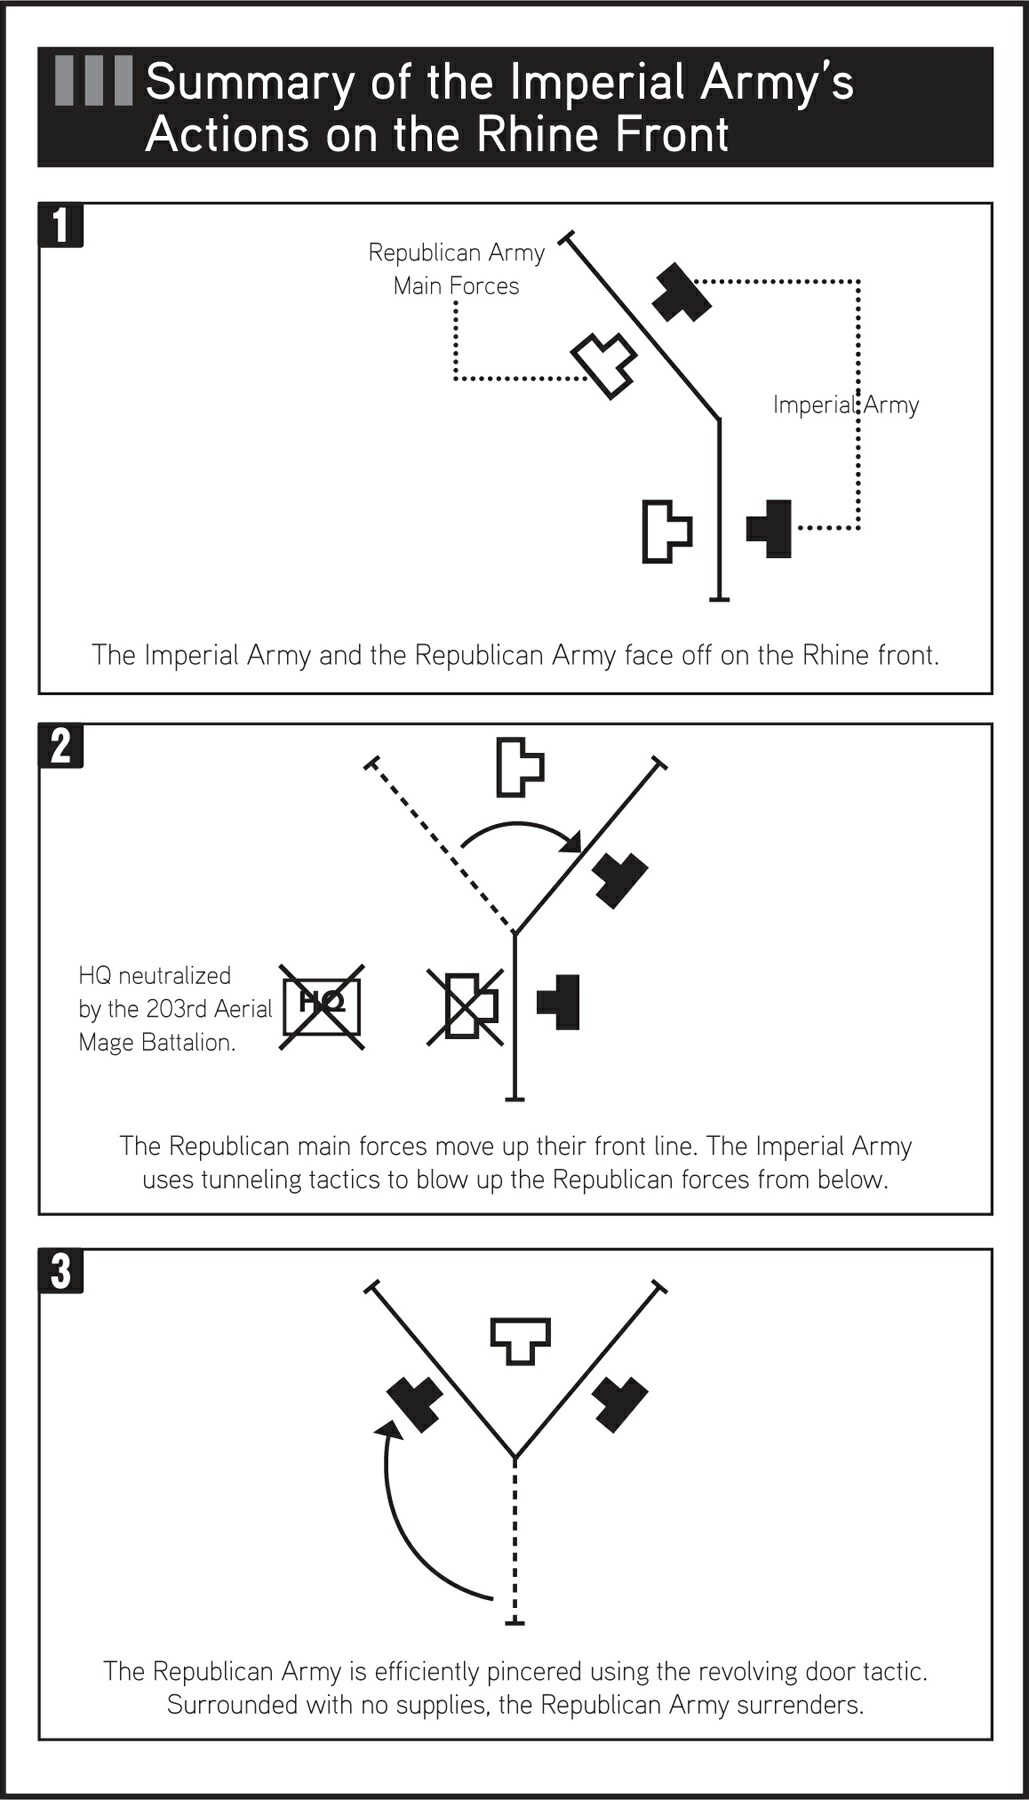 Summary of the Imperial Army's
Actions on the Rhine Front
1
Republican Army
Main Forces
Imperial Army
The Imperial Army and the Republican Army face off on the Rhine front.
2
HQ neutralized
by the 203rd Aerial
Mage Battalion.
HQ
The Republican main forces move up their front line. The Imperial Army
uses tunneling tactics to blow up the Republican forces from below.
3
The Republican Army is efficiently pincered using the revolving door tactic.
Surrounded with no supplies, the Republican Army surrenders.